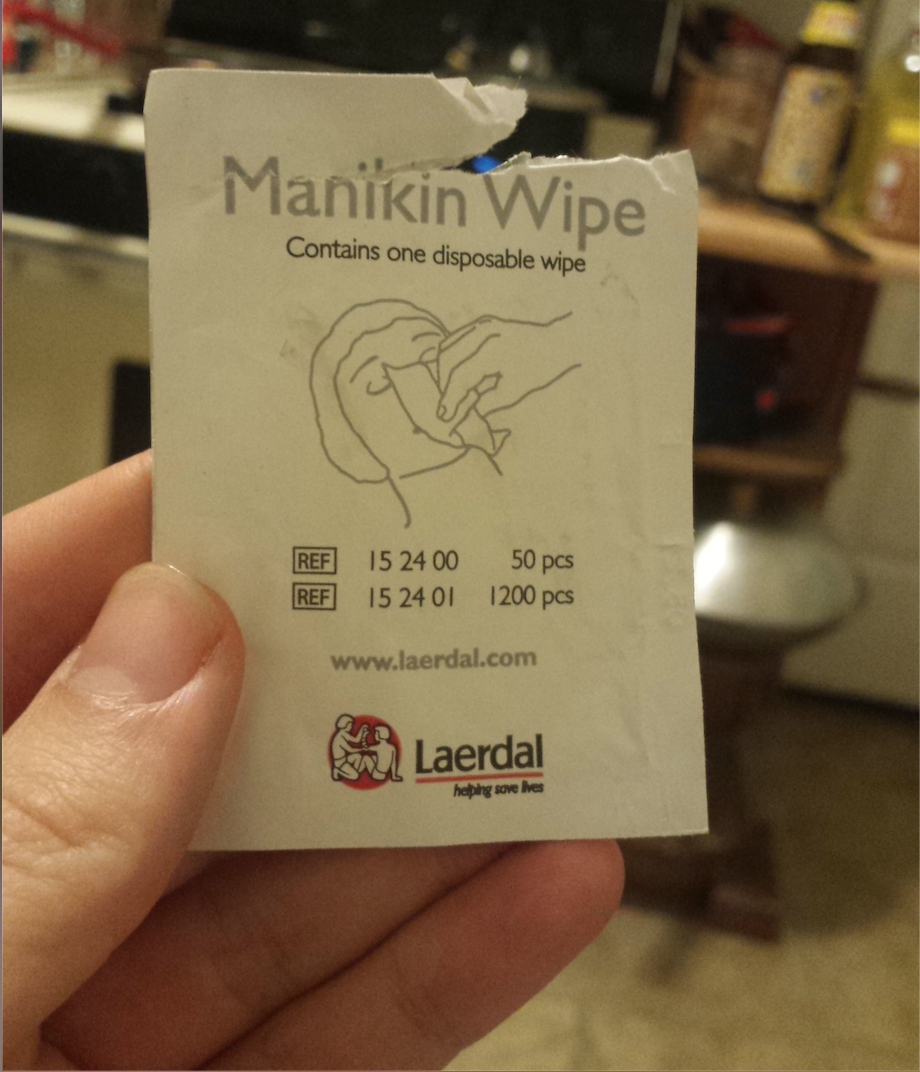 Manikin Wipe
Contains one disposable wipe
REF 15 24 00 50 pcs
REF 15 24 01 1200 pcs
www.laerdal.com
Laerdal
helping save lives